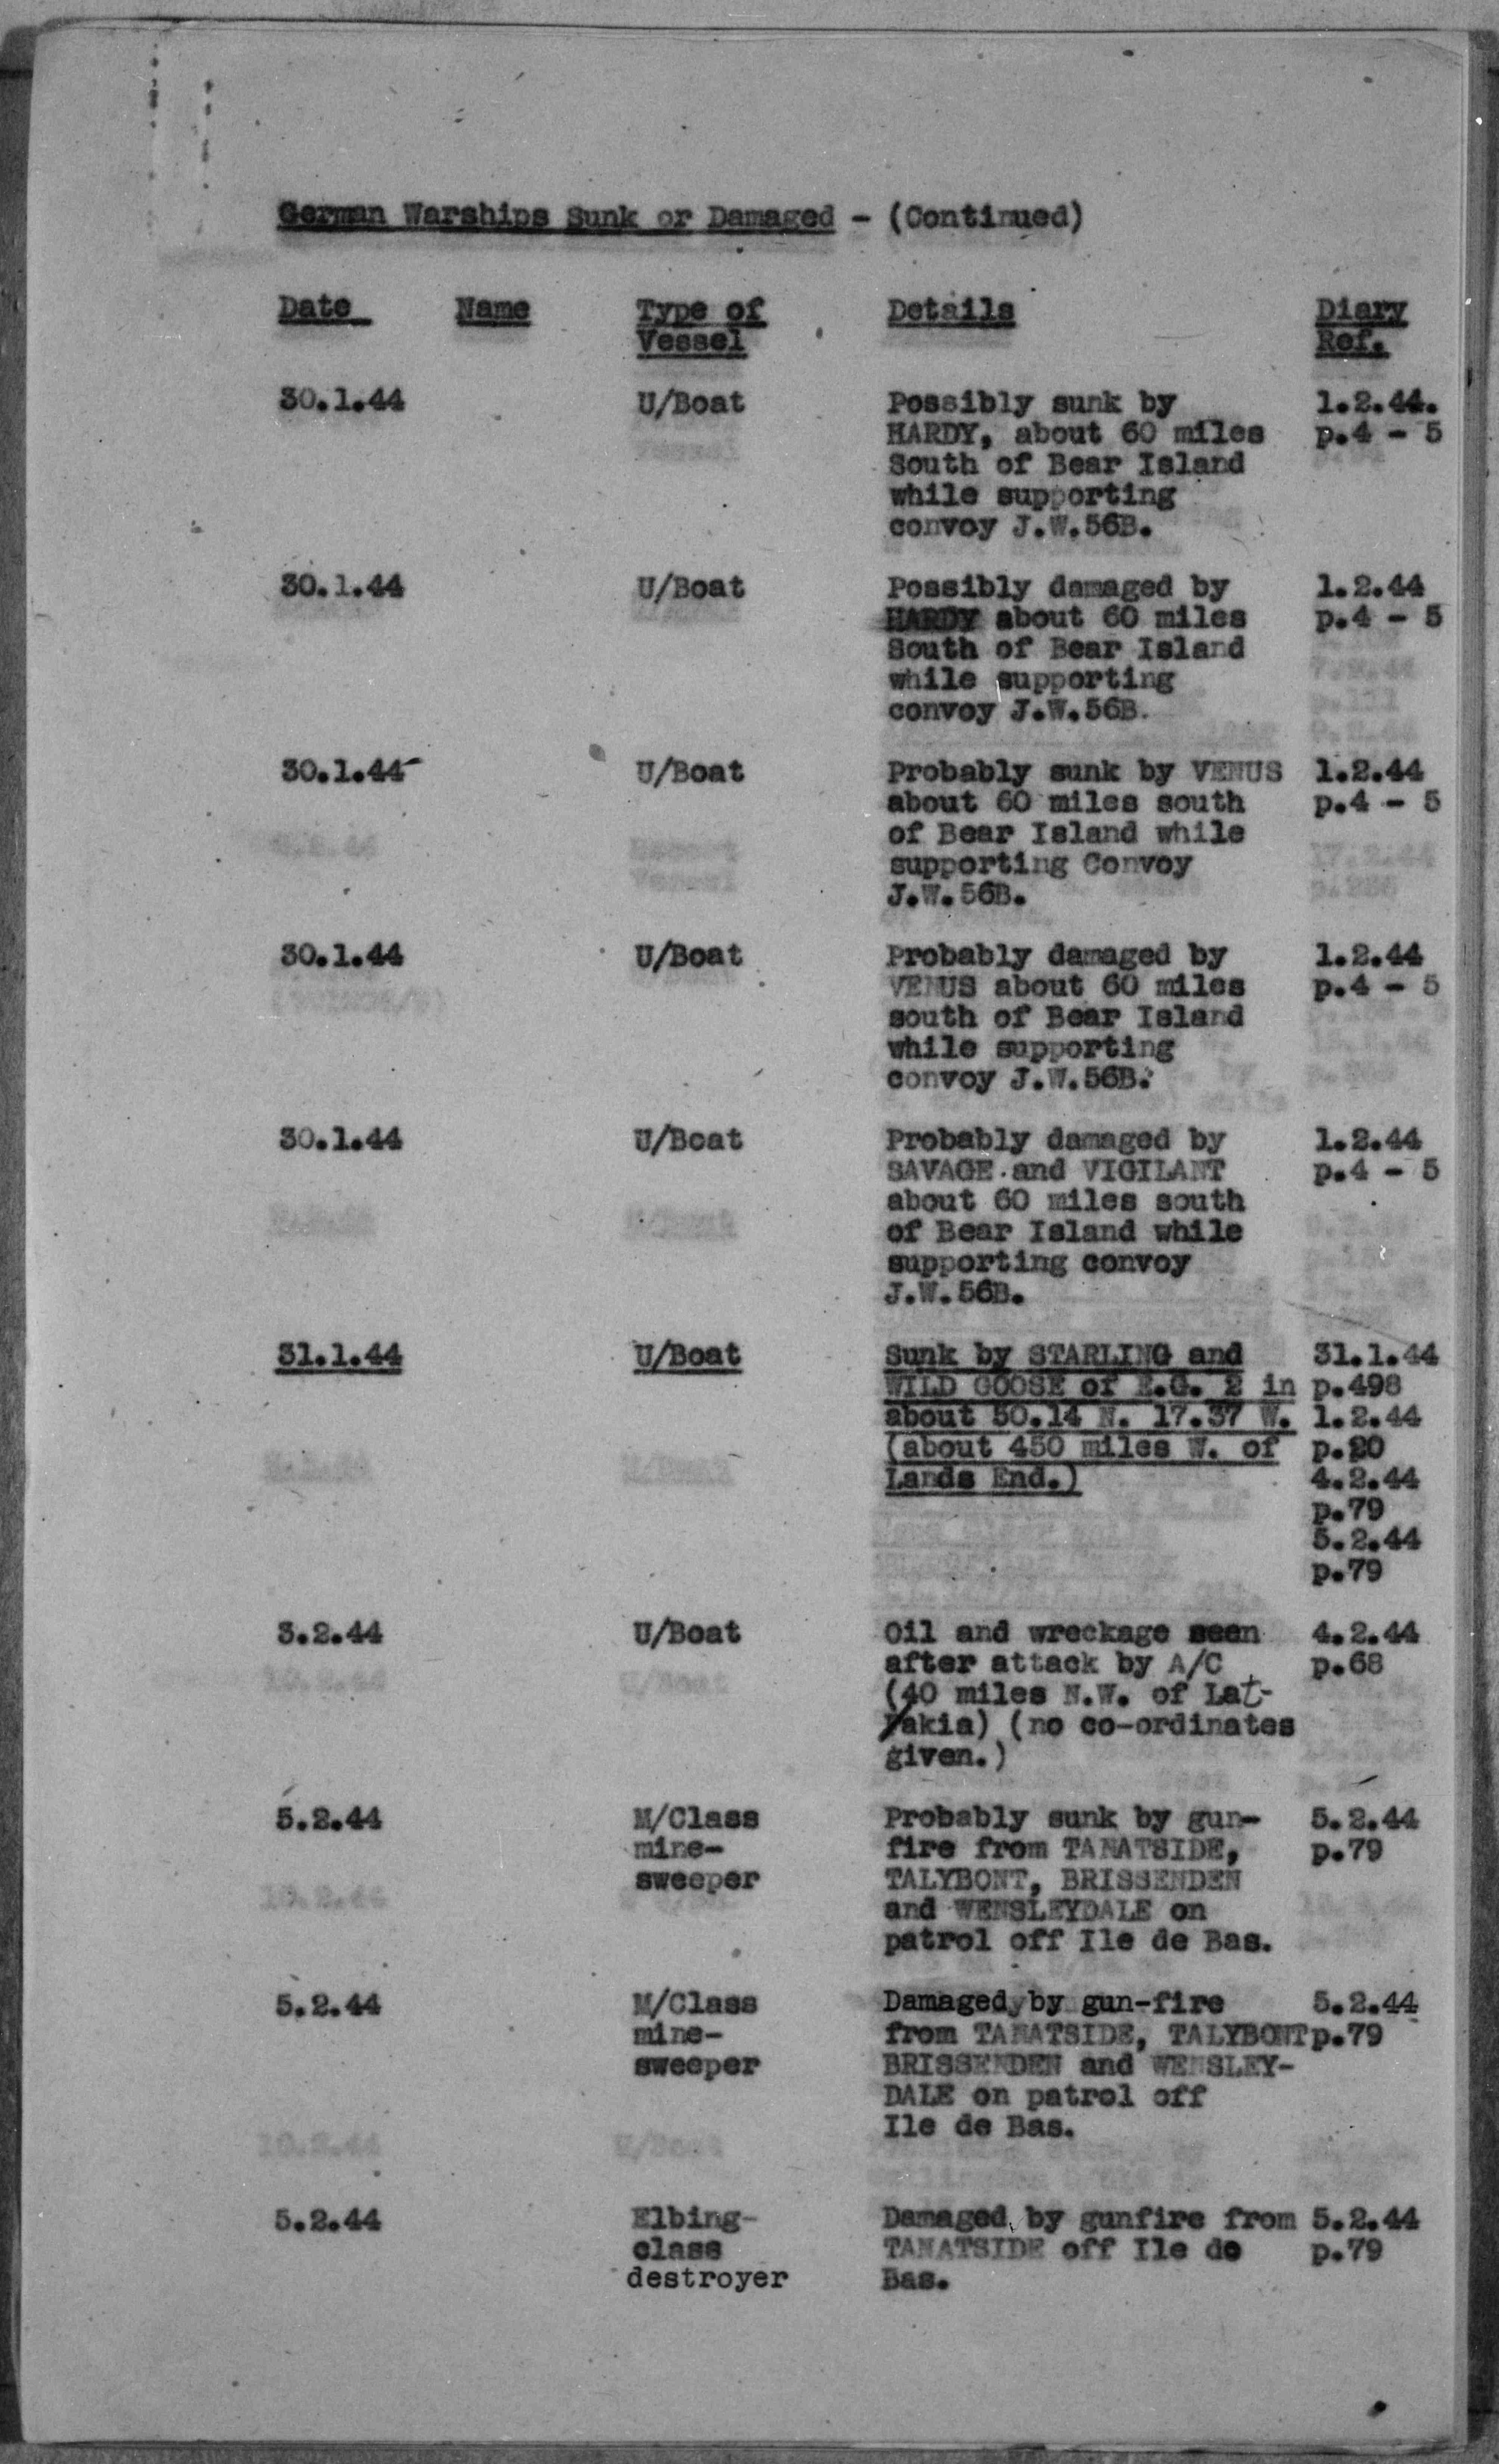 German Warships Sunk or Damaged - (Continued)
Date Name Type of Details Diary
Vessel Ref.
30.1.44 U/Boat Possibly sunk by 1.2.44.
HARDY, about 60 miles p.4 - 5
South of Bear Island
while supporting
convoy J.W.56B.
30.1.44 U/Boat Possibly damaged by 1.2.44
HARDY about 60 miles p.4 - 5
South of Bear Island
while supporting
convoy J.W.56B.
30.1.44 U/Boat Probably sunk by VENUS 1.2.44
about 60 miles south p.4 - 5
of Bear Island while
supporting Convoy
J.W.56B.
30.1.44 U/Boat Probably damaged by 1.2.44
VENUS about 60 miles p.4 - 5
south of Bear Island
while supporting
convoy J.W.56B.
30.1.44 U/Boat Probably damaged by 1.2.44
SAVAGE and VIGILANT p.4 - 5
about 60 miles south
of Bear Island while
supporting convoy
J.W.56B.
31.1.44 U/Boat Sunk by STARLING and 31.1.44
WILD GOOSE of E.G. 2 in p.498
about 50.14 N. 17.37 W. 1.2.44
(about 450 miles W. of p.20
Lands End.) 4.2.44
p.79
5.2.44
p.79
3.2.44 U/Boat Oil and wreckage seen 4.2.44
after attack by A/C p.68
(40 miles N.W. of Lat-
akia) (no co-ordinates
given.)
5.2.44 M/Class Probably sunk by gun- 5.2.44
mine- fire from TANATSIDE, p.79
sweeper TALYBONT, BRISSENDEN
and WENSLEYDALE on
patrol off Ile de Bas.
5.2.44 M/Class Damaged by gun-fire 5.2.44
mine- from TANATSIDE, TALYBONT p.79
sweeper BRISSENDEN and WENSLEY-
DALE on patrol off
Ile de Bas.
5.2.44 Elbing- Damaged by gunfire from 5.2.44
class TANATSIDE off Ile de p.79
destroyer Bas.